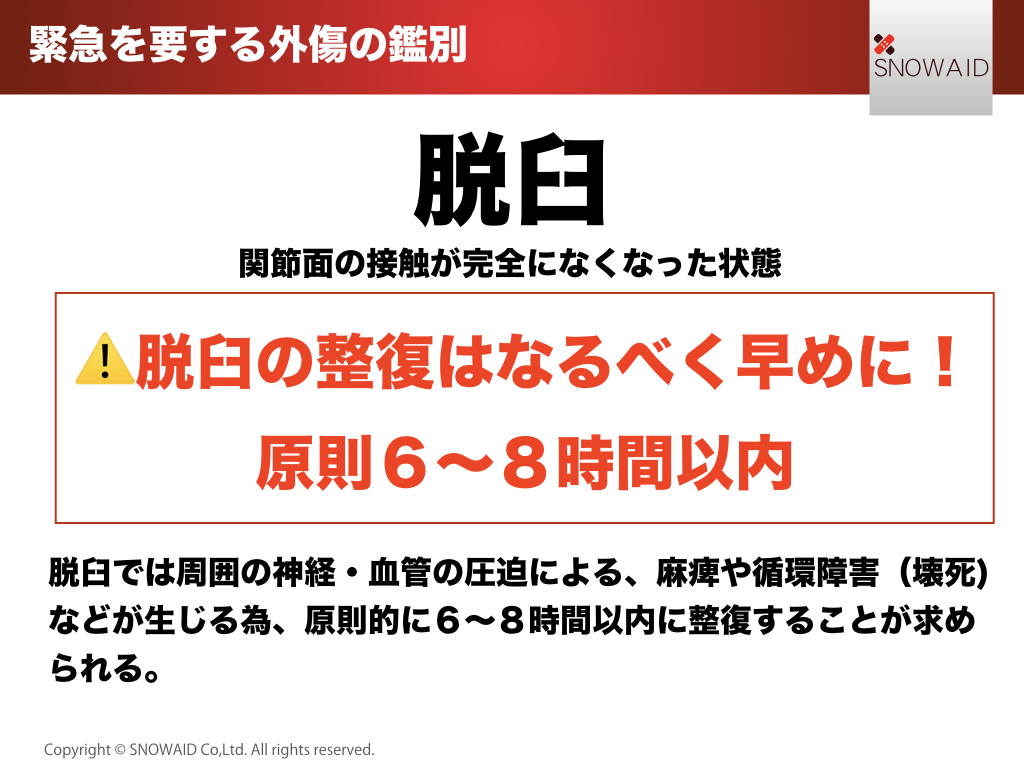 緊急を要する外傷の鑑別
SNOWAID
脱臼
関節面の接触が完全になくなった状態
⚠️脱臼の整復はなるべく早めに！
原則６〜８時間以内
脱臼では周囲の神経・血管の圧迫による、麻痺や循環障害（壊死)
などが生じる為、原則的に６〜８時間以内に整復することが求め
られる。
Copyright © SNOWAID Co,Ltd. All rights reserved.